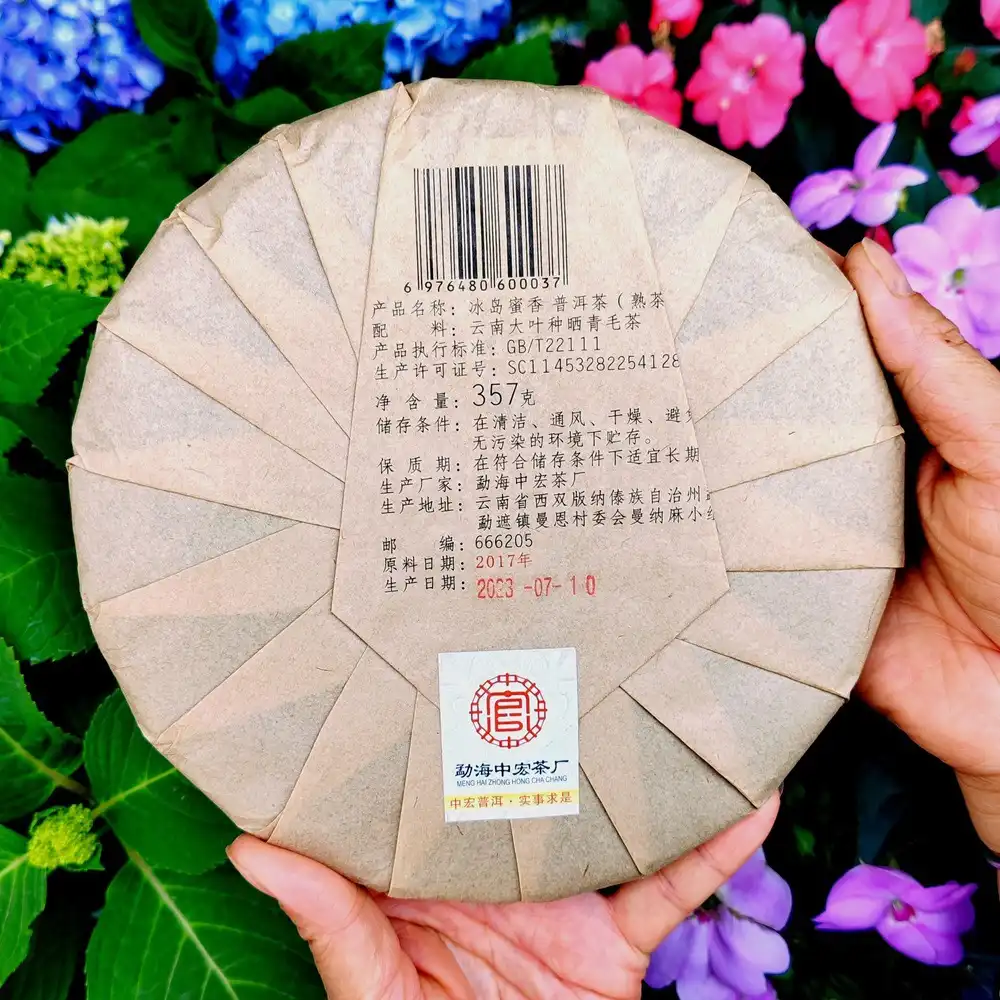 6 976480 600037
产品名称：冰岛蜜香 普洱茶（熟茶
配 料：云南大叶种晒青毛茶
产品执行标准：GB/T22111
生产许可证号：SC11453282254128
净 含 量：357克
储存条件：在清洁、通风、干燥、避
无污染的环境下贮存。
保 质 期：在符合储存条件下适宜长期
生产厂家：勐海中宏茶厂
生产地址：云南省西双版纳傣族自治州
勐遮镇曼恩村委会曼纳麻小
邮 编：666205
原料日期：2017年
生产日期：2023-07-10
勐海中宏茶厂
MENG HAI ZHONG HONG CHA CHANG
中宏普洱·实事求是